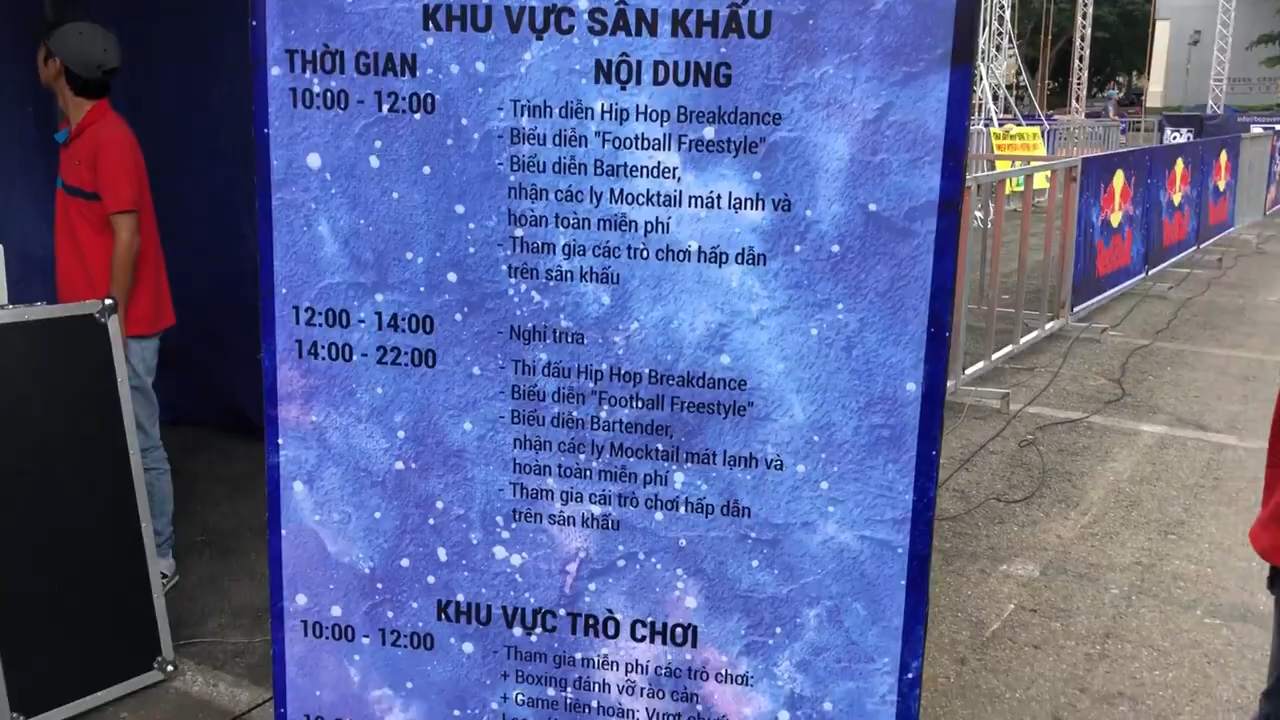 KHU VỰC SÂN KHẤU
THỜI GIAN
NỘI DUNG
10:00 - 12:00
- Trình diễn Hip Hop Breakdance
- Biểu diễn "Football Freestyle"
- Biểu diễn Bartender,
nhận các ly Mocktail mát lạnh và
hoàn toàn miễn phí
- Tham gia các trò chơi hấp dẫn
trên sân khấu
12:00 - 14:00
- Nghỉ trưa
14:00 - 22:00
- Thi đấu Hip Hop Breakdance
- Biểu diễn "Football Freestyle"
- Biểu diễn Bartender,
nhận các ly Mocktail mát lạnh và
hoàn toàn miễn phí
- Tham gia cái trò chơi hấp dẫn
trên sân khấu
KHU VỰC TRÒ CHƠI
10:00 - 12:00
- Tham gia miễn phí các trò chơi:
+ Boxing đánh vỡ rào cản
+ Game liên hoàn: Vượt
Red Bull
Red Bull
Red Bull